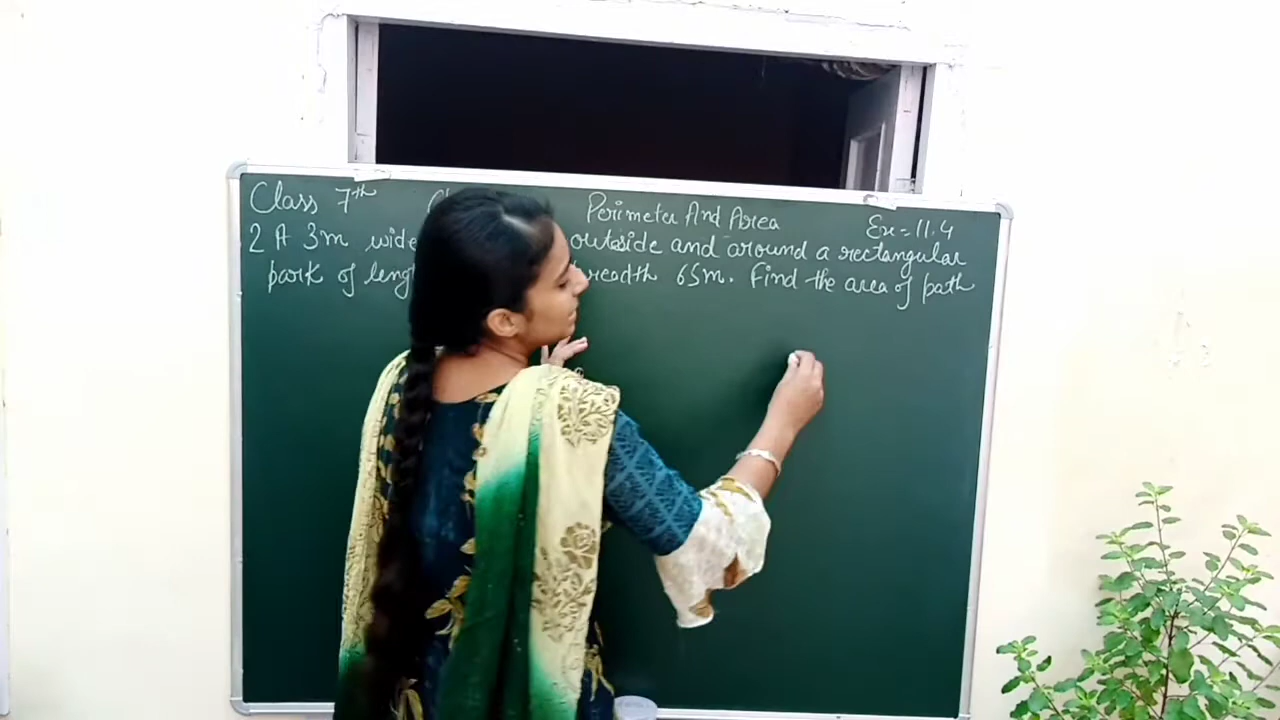 Class 7th Perimeter And Area Ex=11.4
2 A 3m wide outside and around a rectangular
park of breadth 65m. Find the area of path